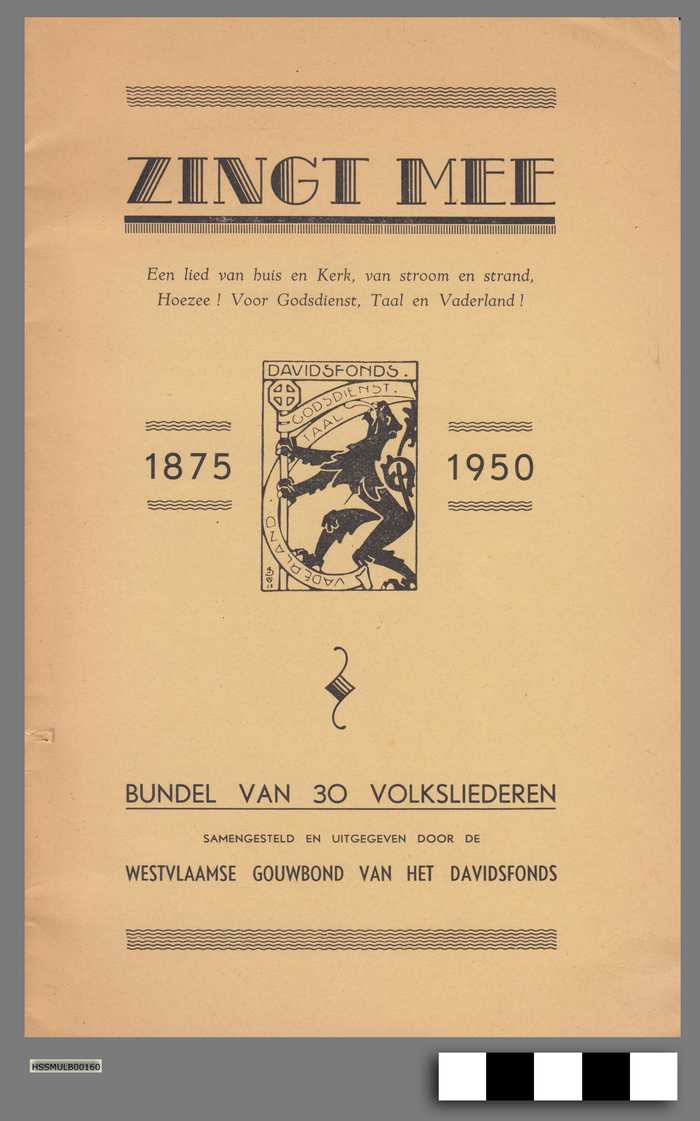 ZINGT MEE
Een lied van huis en Kerk, van stroom en strand,
Hoezee ! Voor Godsdienst, Taal en Vaderland !
DAVIDSFONDS.
GODSDIENST.
TAAL
VADERLAND.
1875
1950
BUNDEL VAN 30 VOLKSLIEDEREN
SAMENGESTELD EN UITGEGEVEN DOOR DE
WESTVLAAMSE GOUWBOND VAN HET DAVIDSFONDS
HSSMULB00160